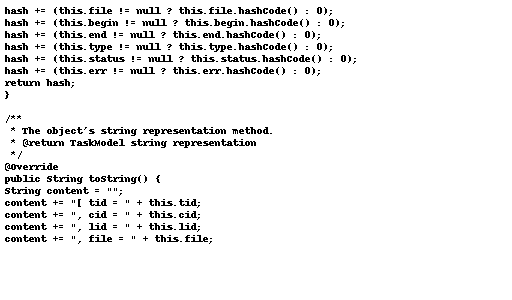 hash += (this.file != null ? this.file.hashCode() : 0);
hash += (this.begin != null ? this.begin.hashCode() : 0);
hash += (this.end != null ? this.end.hashCode() : 0);
hash += (this.type != null ? this.type.hashCode() : 0);
hash += (this.status != null ? this.status.hashCode() : 0);
hash += (this.err != null ? this.err.hashCode() : 0);
return hash;
}

/**
 * The object's string representation method.
 * @return TaskModel string representation
 */
@Override
public String toString() {
String content = "";
content += "[ tid = " + this.tid;
content += ", cid = " + this.cid;
content += ", lid = " + this.lid;
content += ", file = " + this.file;